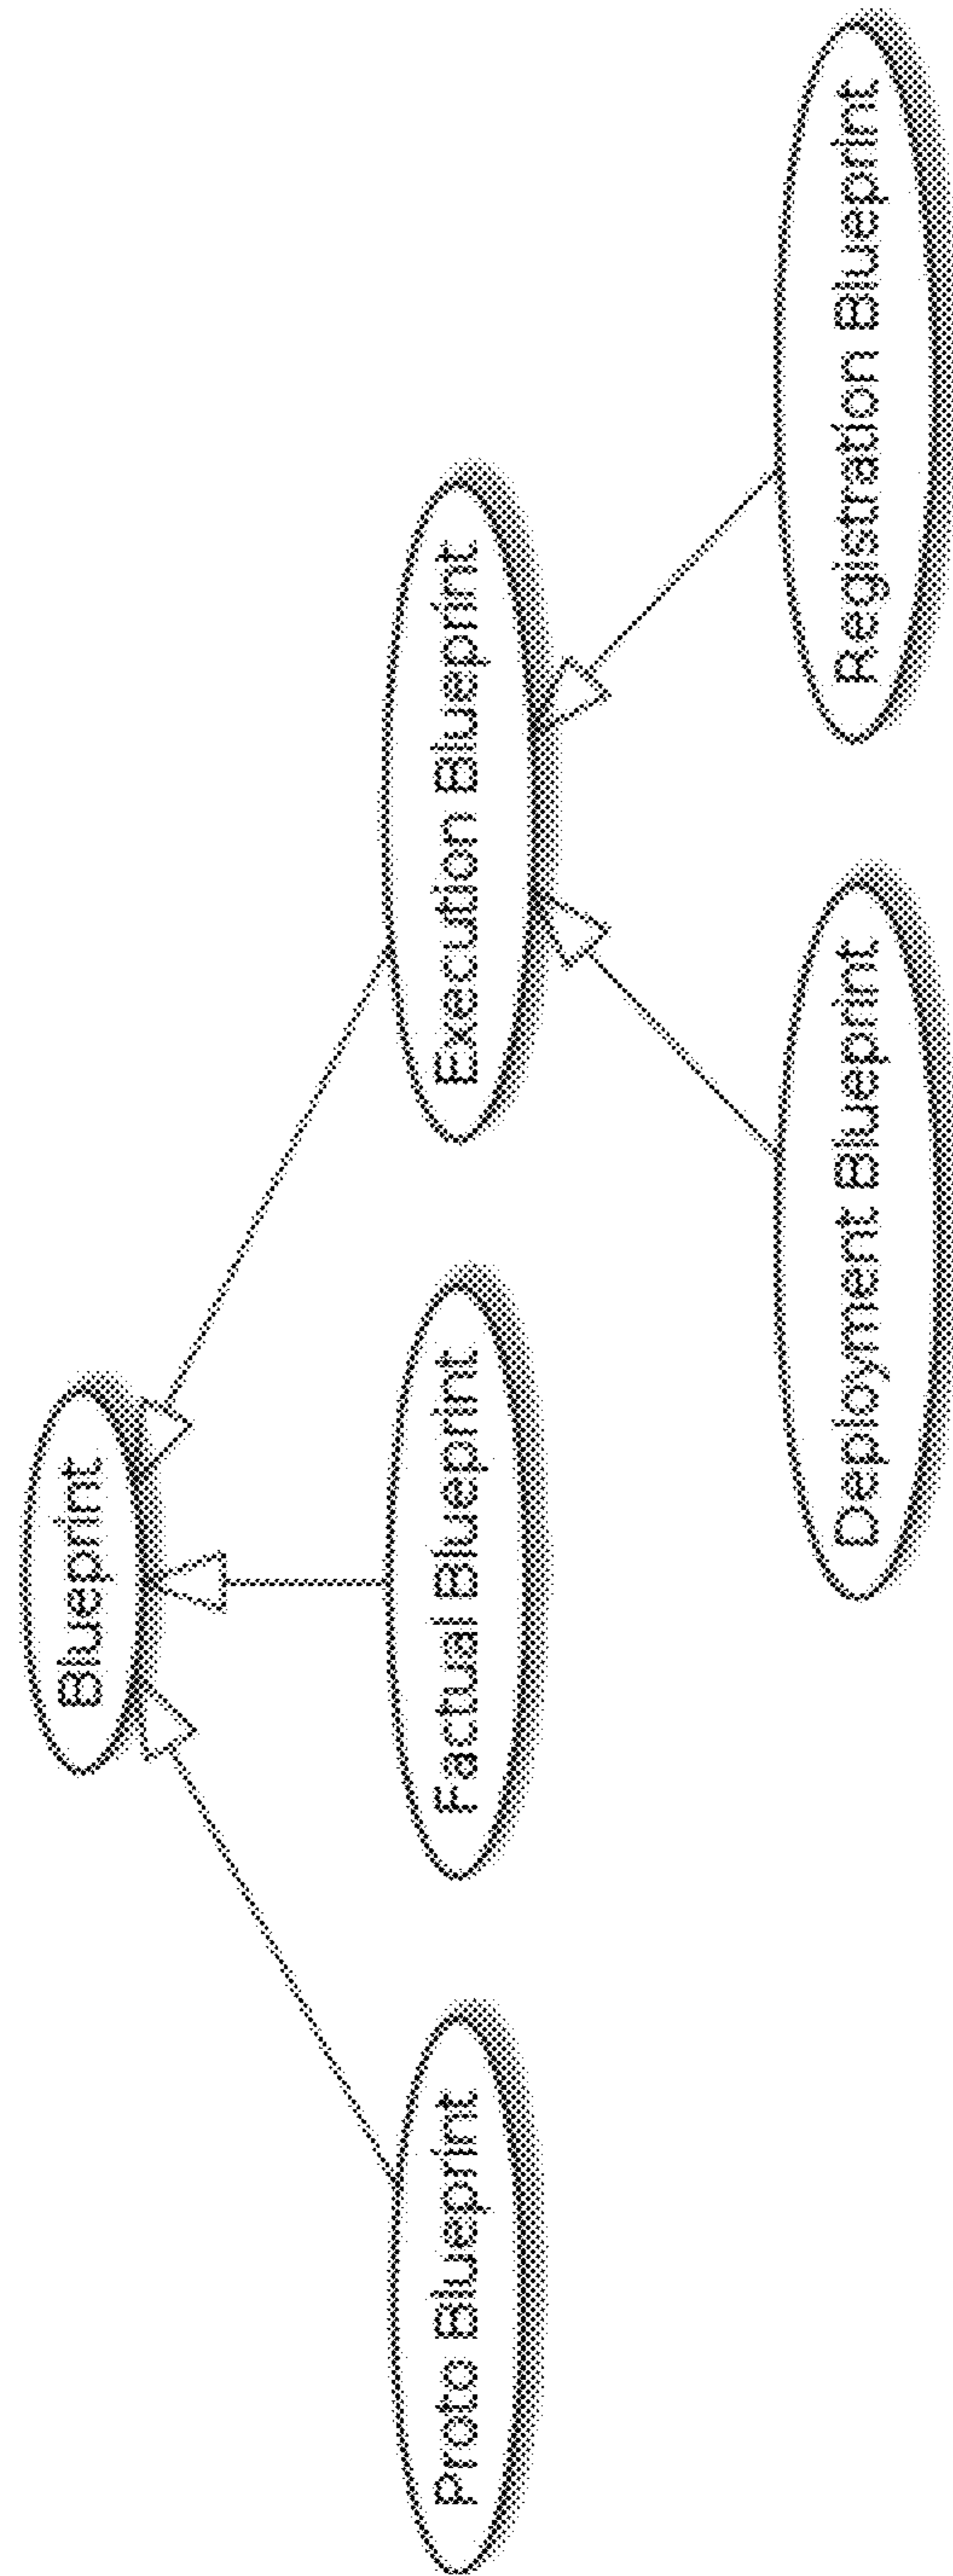 Blueprint
Proto Blueprint
Factual Blueprint
Execution Blueprint
Deployment Blueprint
Registration Blueprint